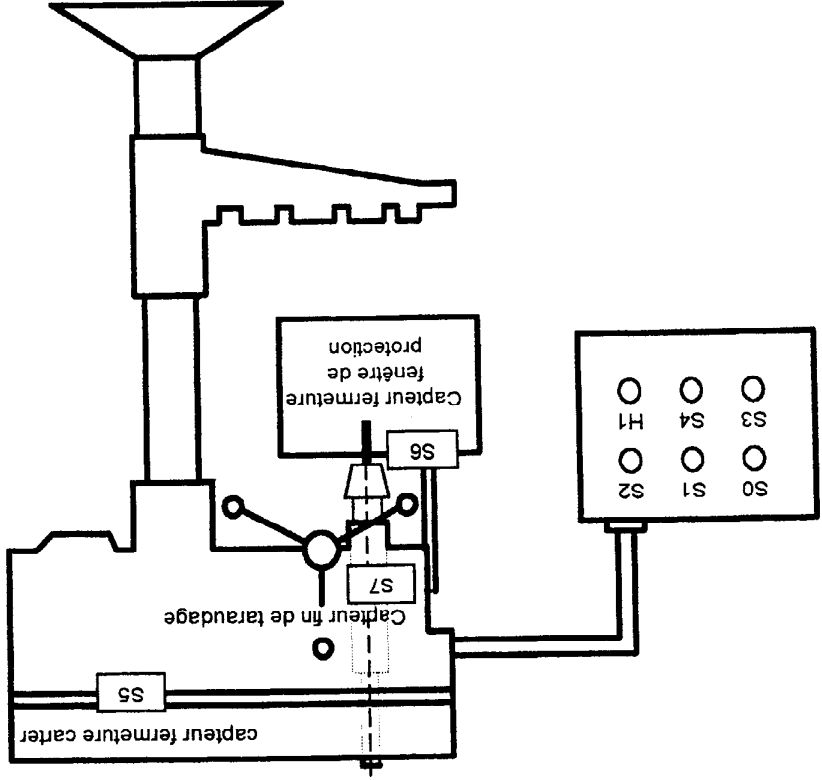 capteur fermeture carter
S5
Capteur fin de taraudage
S7
S0 S1 S2
S3 S4 H1
S6
Capteur fermeture
fenêtre de
protection